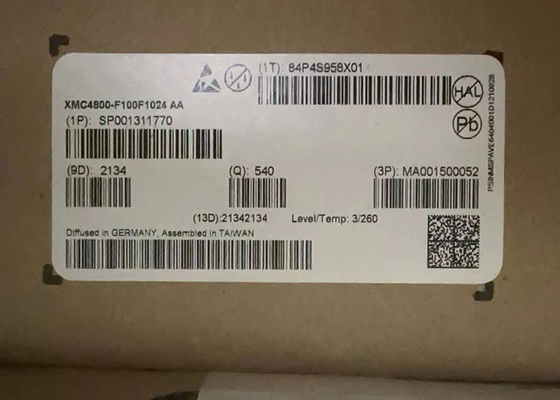 (1T): 84P4S958X01
XMC4800-F100F1024 AA
(1P): SP001311770
HAL
Pb
(9D): 2134
(Q): 540
(3P): MA001500052
(13D):21342134
Level/Temp: 3/260
Diffused in GERMANY, Assembled in TAIWAN